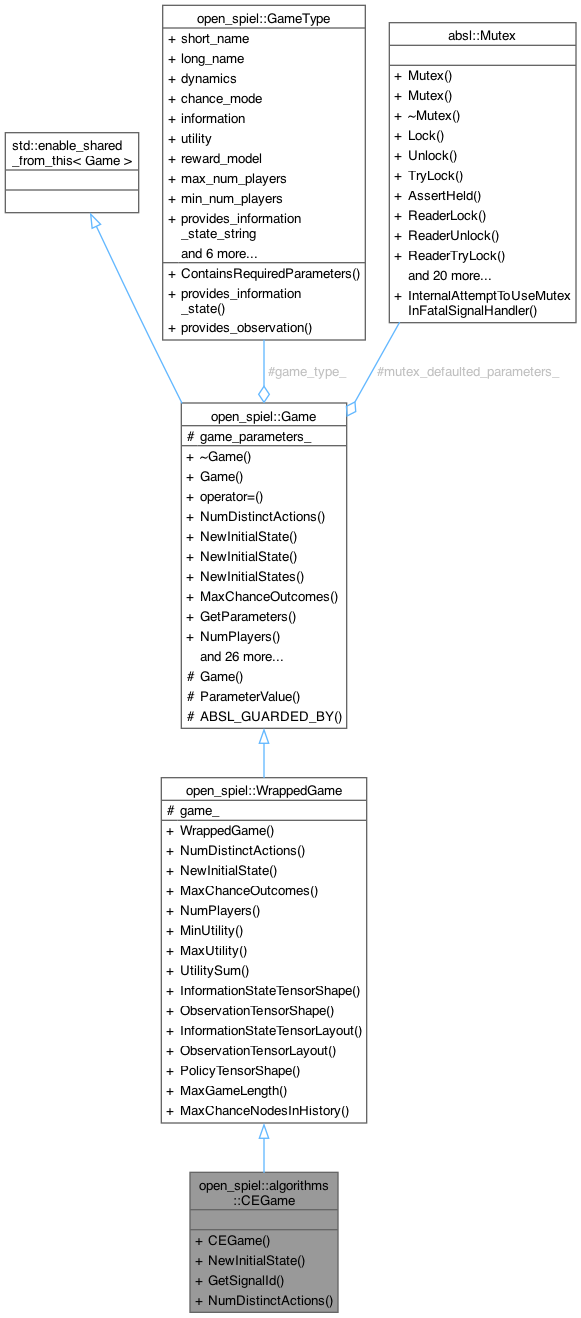 open_spiel::GameType
+ short_name
+ long_name
+ dynamics
+ chance_mode
+ information
+ utility
+ reward_model
+ max_num_players
+ min_num_players
+ provides_information
_state_string
and 6 more...
+ ContainsRequiredParameters()
+ provides_information
_state()
+ provides_observation()
absl::Mutex
+ Mutex()
+ Mutex()
+ ~Mutex()
+ Lock()
+ Unlock()
+ TryLock()
+ AssertHeld()
+ ReaderLock()
+ ReaderUnlock()
+ ReaderTryLock()
and 20 more...
+ InternalAttemptToUseMutex
InFatalSignalHandler()
std::enable_shared
_from_this< Game >
#game_type_
#mutex_defaulted_parameters_
open_spiel::Game
# game_parameters_
+ ~Game()
+ Game()
+ operator=()
+ NumDistinctActions()
+ NewInitialState()
+ NewInitialState()
+ NewInitialStates()
+ MaxChanceOutcomes()
+ GetParameters()
+ NumPlayers()
and 26 more...
# Game()
# ParameterValue()
# ABSL_GUARDED_BY()
open_spiel::WrappedGame
# game_
+ WrappedGame()
+ NumDistinctActions()
+ NewInitialState()
+ MaxChanceOutcomes()
+ NumPlayers()
+ MinUtility()
+ MaxUtility()
+ UtilitySum()
+ InformationStateTensorShape()
+ ObservationTensorShape()
+ InformationStateTensorLayout()
+ ObservationTensorLayout()
+ PolicyTensorShape()
+ MaxGameLength()
+ MaxChanceNodesInHistory()
open_spiel::algorithms
::CEGame
+ CEGame()
+ NewInitialState()
+ GetSignalId()
+ NumDistinctActions()